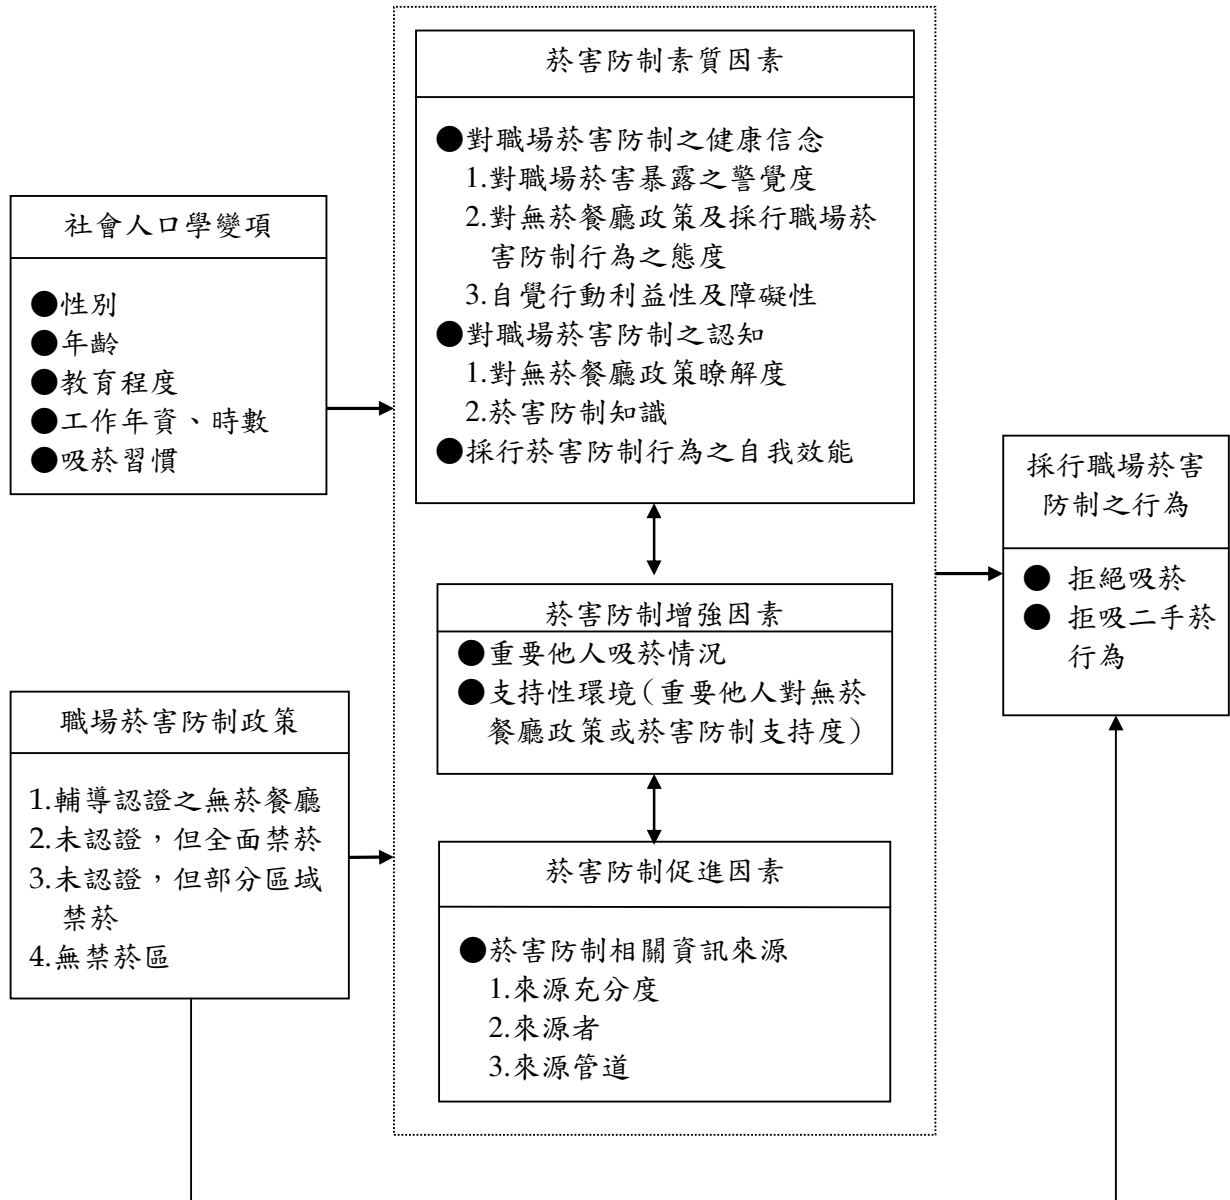 社會人口學變項
●性別
●年齡
●教育程度
●工作年資、時數
●吸菸習慣
職場菸害防制政策
1.輔導認證之無菸餐廳
2.未認證，但全面禁菸
3.未認證，但部分區域
禁菸
4.無禁菸區
菸害防制素質因素
●對職場菸害防制之健康信念
1.對職場菸害暴露之警覺度
2.對無菸餐廳政策及採行職場菸
害防制行為之態度
3.自覺行動利益性及障礙性
●對職場菸害防制之認知
1.對無菸餐廳政策瞭解度
2.菸害防制知識
●採行菸害防制行為之自我效能
菸害防制增強因素
●重要他人吸菸情況
●支持性環境（重要他人對無菸
餐廳政策或菸害防制支持度）
菸害防制促進因素
●菸害防制相關資訊來源
1.來源充分度
2.來源者
3.來源管道
採行職場菸害
防制之行為
● 拒絕吸菸
● 拒吸二手菸
行為